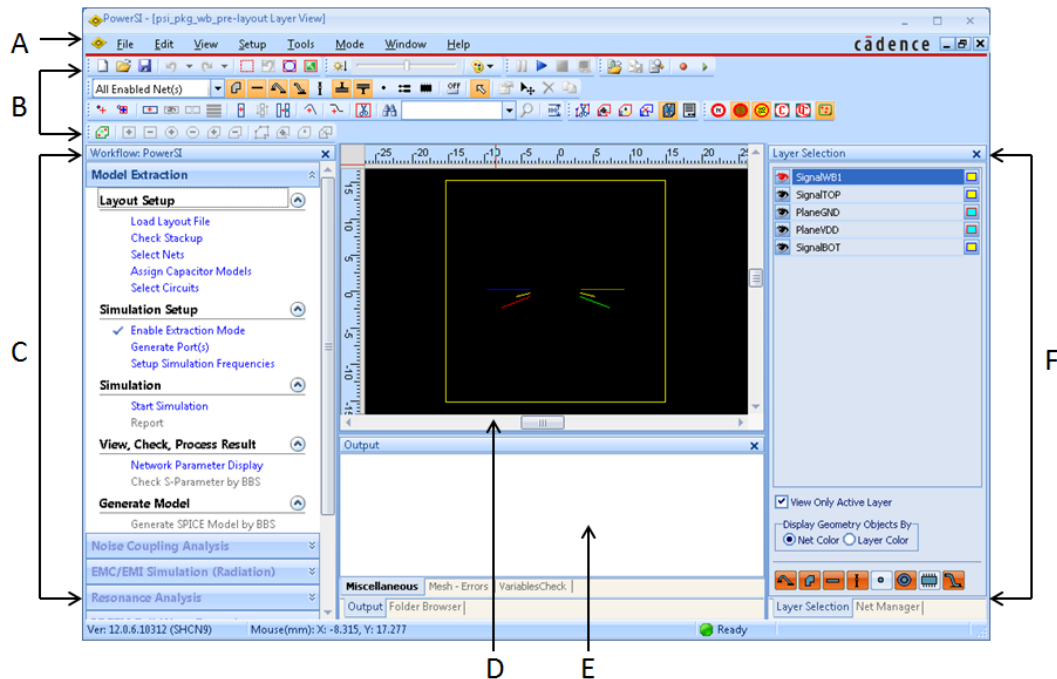 PowerSI - [psi_pkg_wb_pre-layout Layer View]
A
File Edit View Setup Tools Mode Window Help
cādence
B
All Enabled Net(s)
OFF
Workflow: PowerSI
Model Extraction
Layout Setup
Load Layout File
Check Stackup
Select Nets
Assign Capacitor Models
Select Circuits
Simulation Setup
Enable Extraction Mode
Generate Port(s)
Setup Simulation Frequencies
Simulation
Start Simulation
Report
View, Check, Process Result
Network Parameter Display
Check S-Parameter by BBS
Generate Model
Generate SPICE Model by BBS
Noise Coupling Analysis
EMC/EMI Simulation (Radiation)
Resonance Analysis
C
-25 -20 -15 -10 -5 0 5 10 15 20 25
15
10
5
0
-5
-10
-15
Output
Miscellaneous Mesh - Errors VariablesCheck
Output Folder Browser
Layer Selection
SignalWB1
SignalTOP
PlaneGND
PlaneVDD
SignalBOT
View Only Active Layer
Display Geometry Objects By
Net Color Layer Color
Layer Selection Net Manager
F
Ver: 12.0.6.10312 (SHCN9) Mouse(mm): X: -8.315, Y: 17.277 Ready
D
E